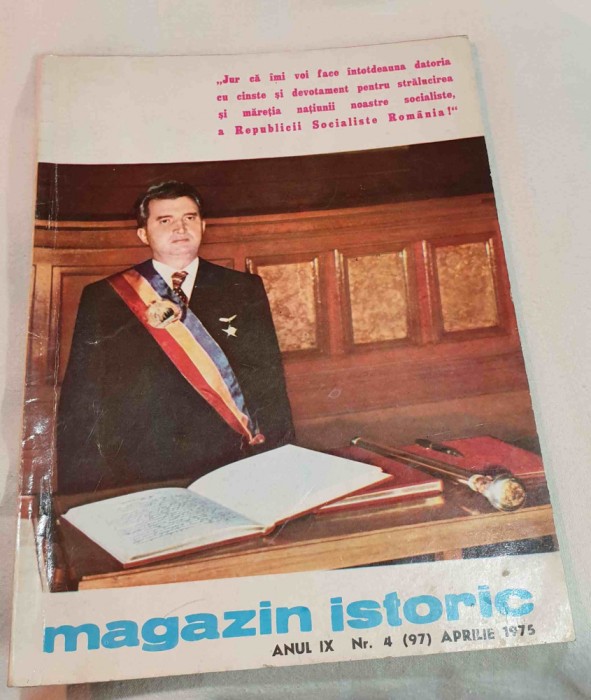 „Jur că îmi voi face întotdeauna datoria
cu cinste și devotament pentru strălucirea
și măreția națiunii noastre socialiste,
a Republicii Socialiste România!“
magazin istoric
ANUL IX Nr. 4 (97) APRILIE 1975